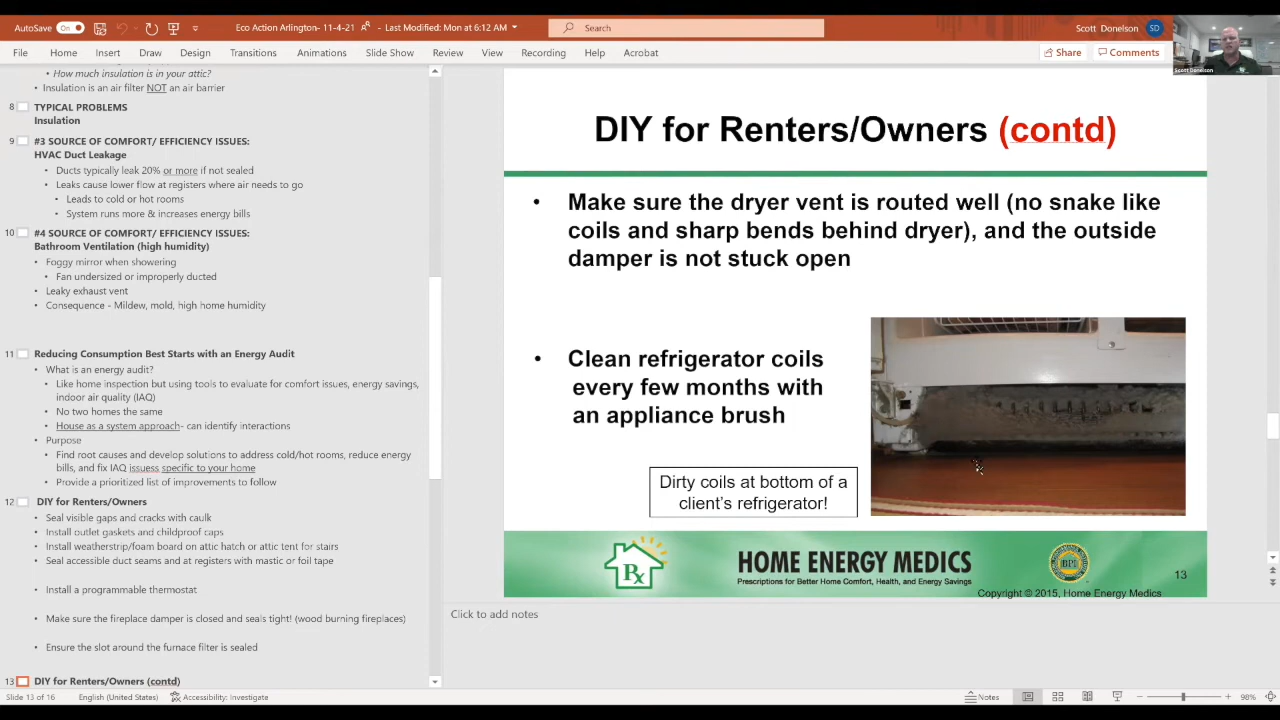 AutoSave On
Eco Action Arlington- 11-4-21
- Last Modified: Mon at 6:12 AM
Search
Scott Donelson SD
Scott Donelson
File Home Insert Draw Design Transitions Animations Slide Show Review View Recording Help Acrobat
Share Comments
• How much insulation is in your attic?
• Insulation is an air filter NOT an air barrier
8 TYPICAL PROBLEMS
Insulation
9 #3 SOURCE OF COMFORT/ EFFICIENCY ISSUES:
HVAC Duct Leakage
• Ducts typically leak 20% or more if not sealed
• Leaks cause lower flow at registers where air needs to go
• Leads to cold or hot rooms
• System runs more & increases energy bills
10 #4 SOURCE OF COMFORT/ EFFICIENCY ISSUES:
Bathroom Ventilation (high humidity)
• Foggy mirror when showering
• Fan undersized or improperly ducted
• Leaky exhaust vent
• Consequence - Mildew, mold, high home humidity
11 Reducing Consumption Best Starts with an Energy Audit
• What is an energy audit?
• Like home inspection but using tools to evaluate for comfort issues, energy savings,
indoor air quality (IAQ)
• No two homes the same
• House as a system approach- can identify interactions
• Purpose
• Find root causes and develop solutions to address cold/hot rooms, reduce energy
bills, and fix IAQ issuess specific to your home
• Provide a prioritized list of improvements to follow
12 DIY for Renters/Owners
• Seal visible gaps and cracks with caulk
• Install outlet gaskets and childproof caps
• Install weatherstrip/foam board on attic hatch or attic tent for stairs
• Seal accessible duct seams and at registers with mastic or foil tape
• Install a programmable thermostat
• Make sure the fireplace damper is closed and seals tight! (wood burning fireplaces)
• Ensure the slot around the furnace filter is sealed
13 DIY for Renters/Owners (contd)
DIY for Renters/Owners (contd)
• Make sure the dryer vent is routed well (no snake like
coils and sharp bends behind dryer), and the outside
damper is not stuck open
• Clean refrigerator coils
every few months with
an appliance brush
Dirty coils at bottom of a
client's refrigerator!
Rx
HOME ENERGY MEDICS
Prescriptions for Better Home Comfort, Health, and Energy Savings
BPI
13
Copyright © 2015, Home Energy Medics
Click to add notes
Slide 13 of 16 English (United States) Accessibility: Investigate Notes 98%